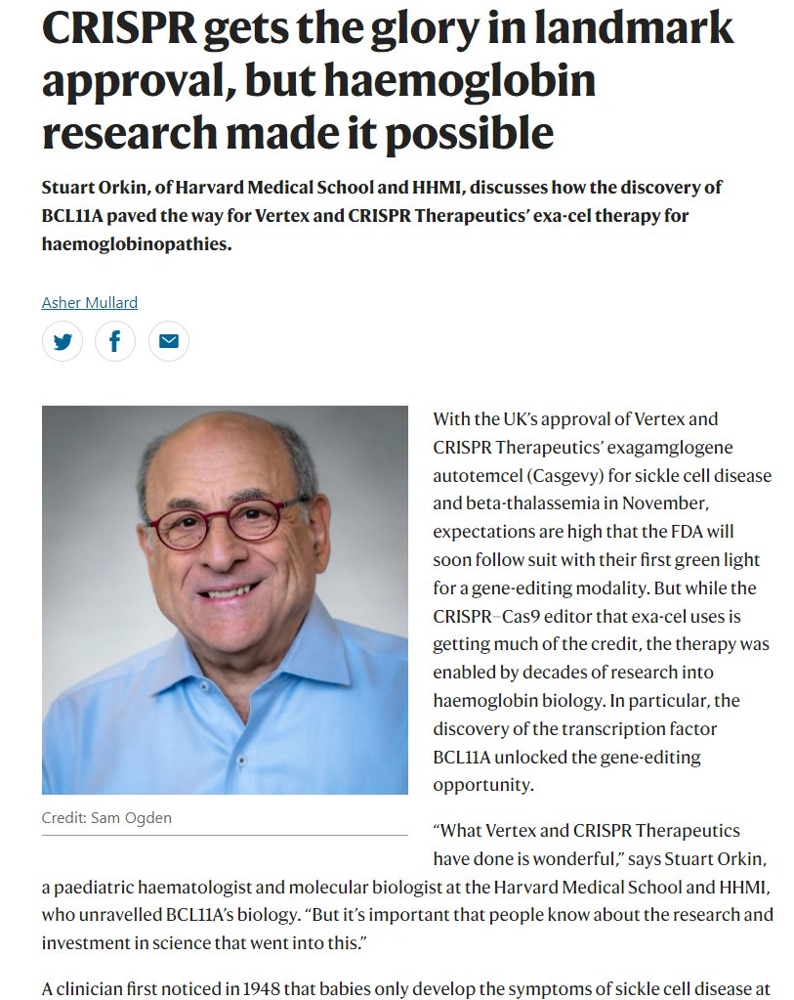 CRISPR gets the glory in landmark
approval, but haemoglobin
research made it possible
Stuart Orkin, of Harvard Medical School and HHMI, discusses how the discovery of
BCL11A paved the way for Vertex and CRISPR Therapeutics’ exa-cel therapy for
haemoglobinopathies.
Asher Mullard
With the UK’s approval of Vertex and
CRISPR Therapeutics’ exagamglogene
autotemcel (Casgevy) for sickle cell disease
and beta-thalassemia in November,
expectations are high that the FDA will
soon follow suit with their first green light
for a gene-editing modality. But while the
CRISPR–Cas9 editor that exa-cel uses is
getting much of the credit, the therapy was
enabled by decades of research into
haemoglobin biology. In particular, the
discovery of the transcription factor
BCL11A unlocked the gene-editing
opportunity.
Credit: Sam Ogden
“What Vertex and CRISPR Therapeutics
have done is wonderful,” says Stuart Orkin,
a paediatric haematologist and molecular biologist at the Harvard Medical School and HHMI,
who unravelled BCL11A’s biology. “But it’s important that people know about the research and
investment in science that went into this.”
A clinician first noticed in 1948 that babies only develop the symptoms of sickle cell disease at